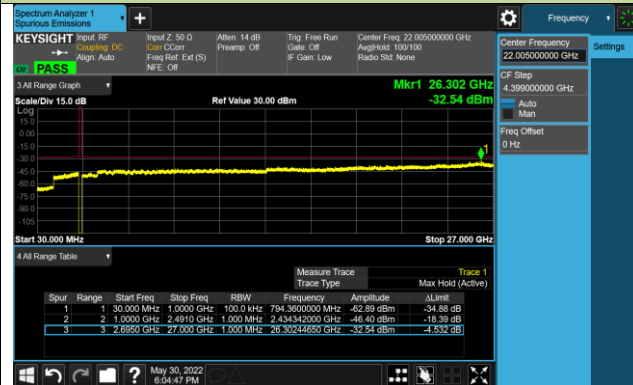 Spectrum Analyzer 1
Spurious Emissions
Frequency
KEYSIGHT
Input: RF
Coupling: DC
Align: Auto
Input Z: 50 Ω
Corr CCorr
Freq Ref: Ext (S)
NFE: Off
Atten: 14 dB
Preamp: Off
Trig: Free Run
Gate: Off
IF Gain: Low
Center Freq: 22.005000000 GHz
Avg|Hold: 100/100
Radio Std: None
PASS
Center Frequency
22.005000000 GHz
Settings
CF Step
4.399000000 GHz
Auto
Man
Freq Offset
0 Hz
3 All Range Graph
Mkr1 26.302 GHz
Scale/Div 15.0 dB
Ref Value 30.00 dBm
-32.54 dBm
Log
15.0
0.00
-15.0
-30.0
-45.0
-60.0
-75.0
-90.0
-105
1
Start 30.000 MHz
Stop 27.000 GHz
4 All Range Table
Measure Trace Trace 1
Trace Type Max Hold (Active)
Spur Range Start Freq Stop Freq RBW Frequency Amplitude ΔLimit
1 1 30.000 MHz 1.0000 GHz 100.0 kHz 794.3600000 MHz -62.89 dBm -34.88 dB
2 2 1.0000 GHz 2.4910 GHz 1.000 MHz 2.434342000 GHz -46.40 dBm -18.39 dB
3 3 2.6950 GHz 27.000 GHz 1.000 MHz 26.30244650 GHz -32.54 dBm -4.532 dB
May 30, 2022
6:04:47 PM